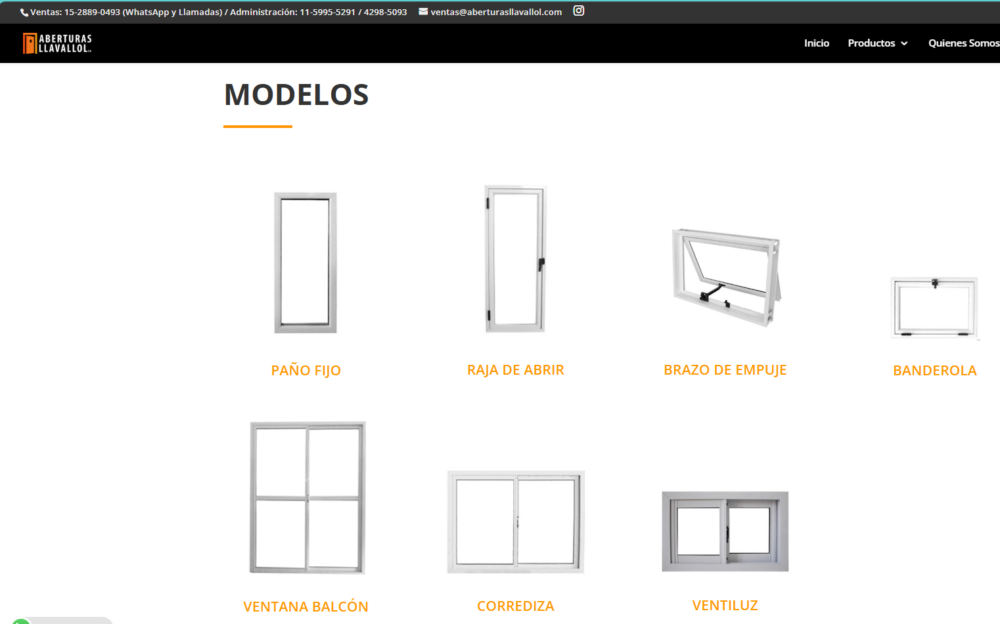 Ventas: 15-2889-0493 (WhatsApp y Llamadas) / Administración: 11-5995-5291 / 4298-5093 ventas@aberturasllavallol.com
ABERTURAS
LLAVALLOL
Inicio Productos Quienes Somos
MODELOS
PAÑO FIJO RAJA DE ABRIR BRAZO DE EMPUJE BANDEROLA
VENTANA BALCÓN CORREDIZA VENTILUZ